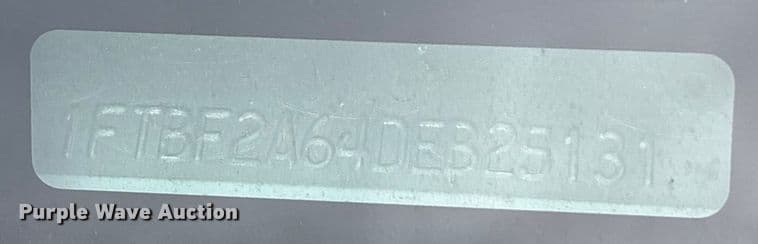 1FTBF2A64DEB25131
Purple Wave Auction